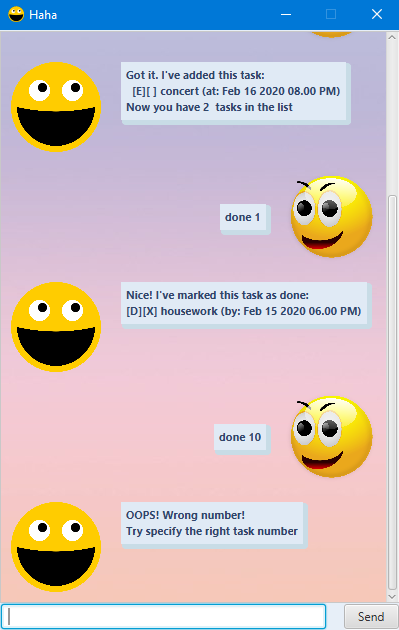 Haha
Got it. I've added this task:
[E][ ] concert (at: Feb 16 2020 08.00 PM)
Now you have 2  tasks in the list
done 1
Nice! I've marked this task as done:
[D][X] housework (by: Feb 15 2020 06.00 PM)
done 10
OOPS! Wrong number!
Try specify the right task number
Send